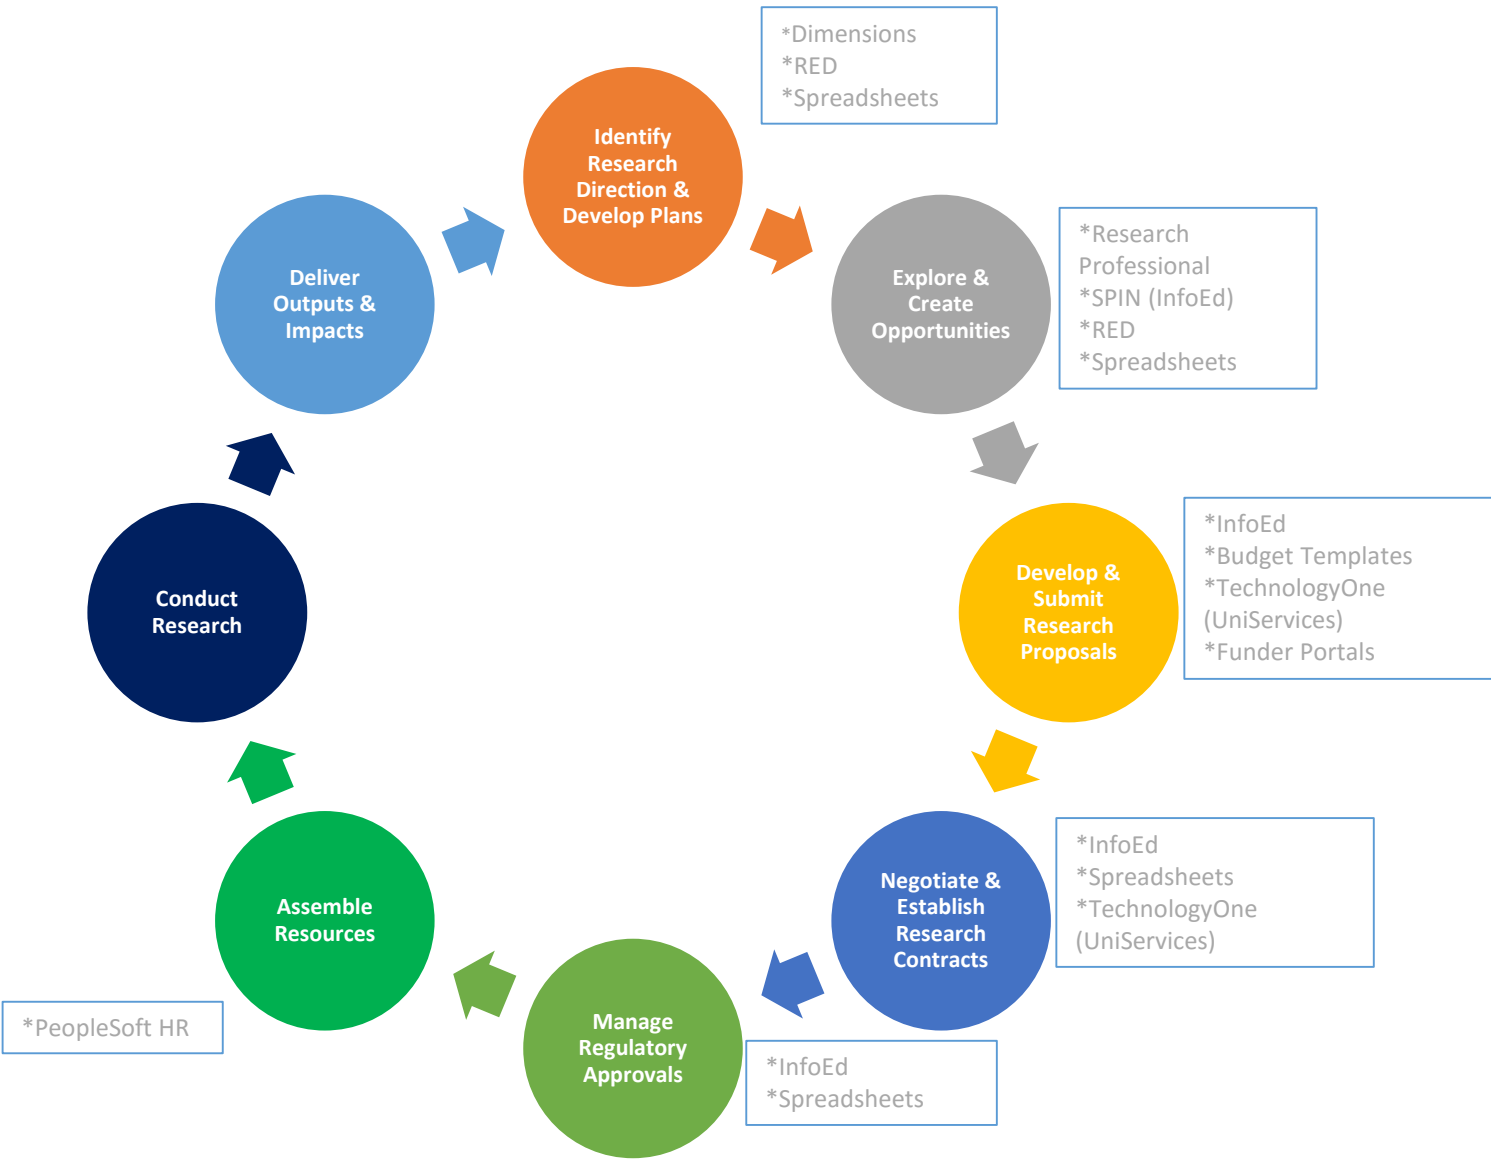 *Dimensions
*RED
*Spreadsheets
Identify
Research
Direction &
Develop Plans
*Research
Professional
*SPIN (InfoEd)
*RED
*Spreadsheets
Explore &
Create
Opportunities
*InfoEd
*Budget Templates
*TechnologyOne
(UniServices)
*Funder Portals
Develop &
Submit
Research
Proposals
*InfoEd
*Spreadsheets
*TechnologyOne
(UniServices)
Negotiate &
Establish
Research
Contracts
*InfoEd
*Spreadsheets
Manage
Regulatory
Approvals
*PeopleSoft HR
Assemble
Resources
Conduct
Research
Deliver
Outputs &
Impacts